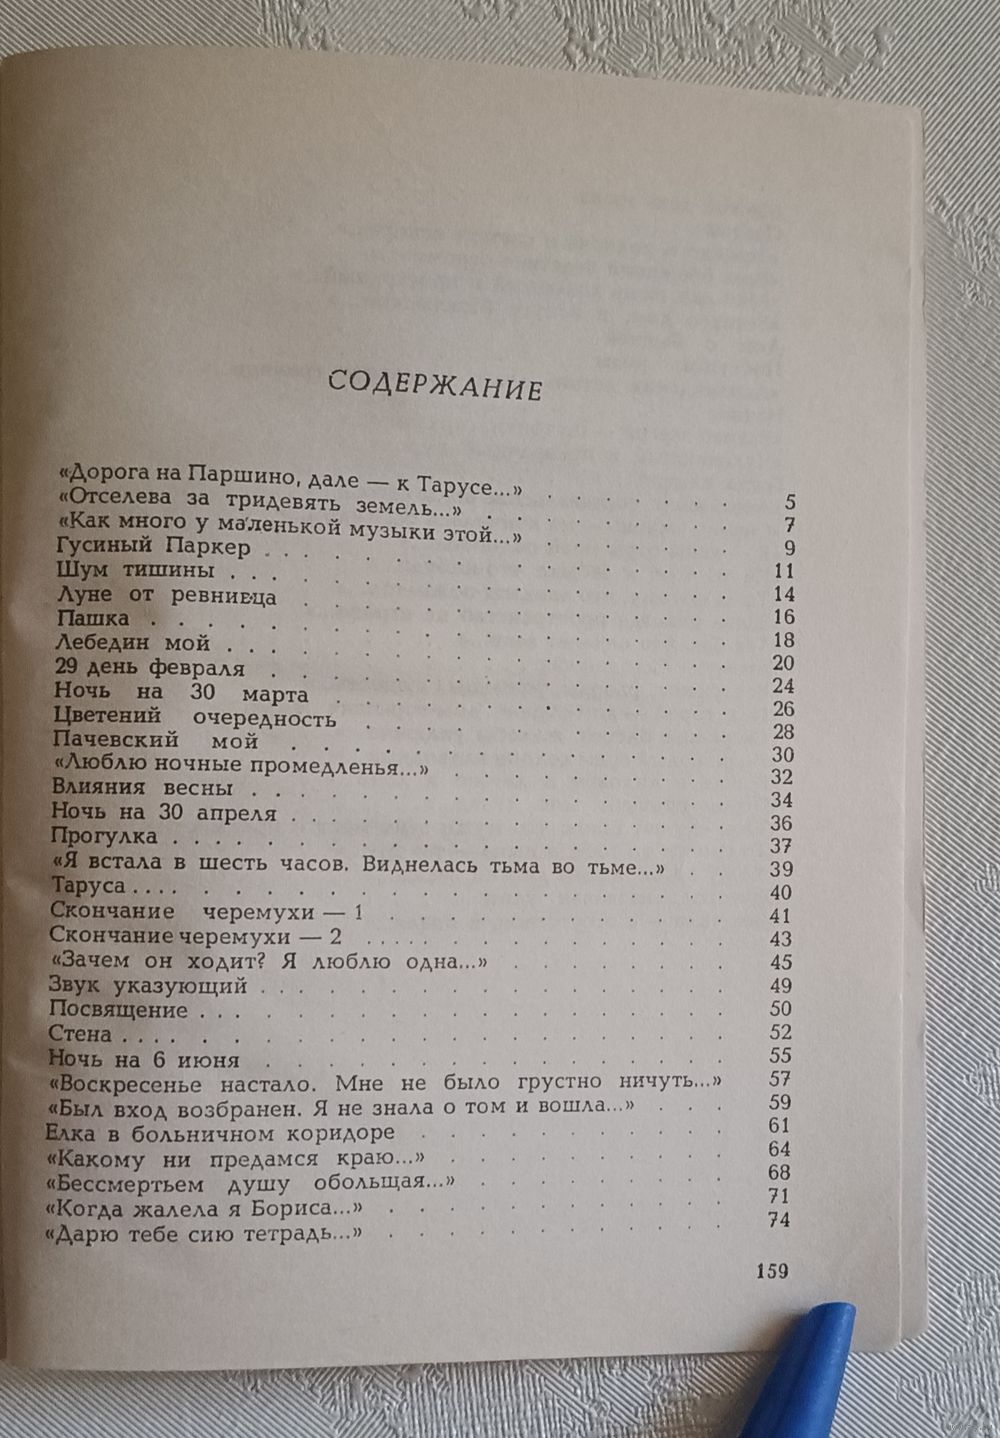 СОДЕРЖАНИЕ
«Дорога на Паршино, дале — к Тарусе...» 5
«Отселева за тридевять земель...» 7
«Как много у маленькой музыки этой...» 9
Гусиный Паркер 11
Шум тишины 14
Луне от ревнивца 16
Пашка 18
Лебедин мой 20
29 день февраля 24
Ночь на 30 марта 26
Цветений очередность 28
Пачевский мой 30
«Люблю ночные промедленья...» 32
Влияния весны 34
Ночь на 30 апреля 36
Прогулка 37
«Я встала в шесть часов. Виднелась тьма во тьме...» 39
Таруса 40
Скончание черемухи — 1 41
Скончание черемухи — 2 43
«Зачем он ходит? Я люблю одна...» 45
Звук указующий 49
Посвящение 50
Стена 52
Ночь на 6 июня 55
«Воскресенье настало. Мне не было грустно ничуть...» 57
«Был вход возбранен. Я не знала о том и вошла...» 59
Елка в больничном коридоре 61
«Какому ни предамся краю...» 64
«Бессмертьем душу обольщая...» 68
«Когда жалела я Бориса...» 71
«Дарю тебе сию тетрадь...» 74
159